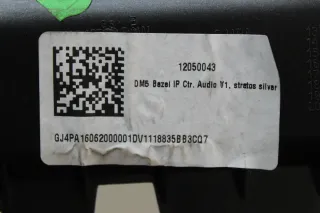 12050043
DM5 Bezel IP Ctr. Audio V1, stratos silver
GJ4PA16062000001DV1118835BB3CQ7